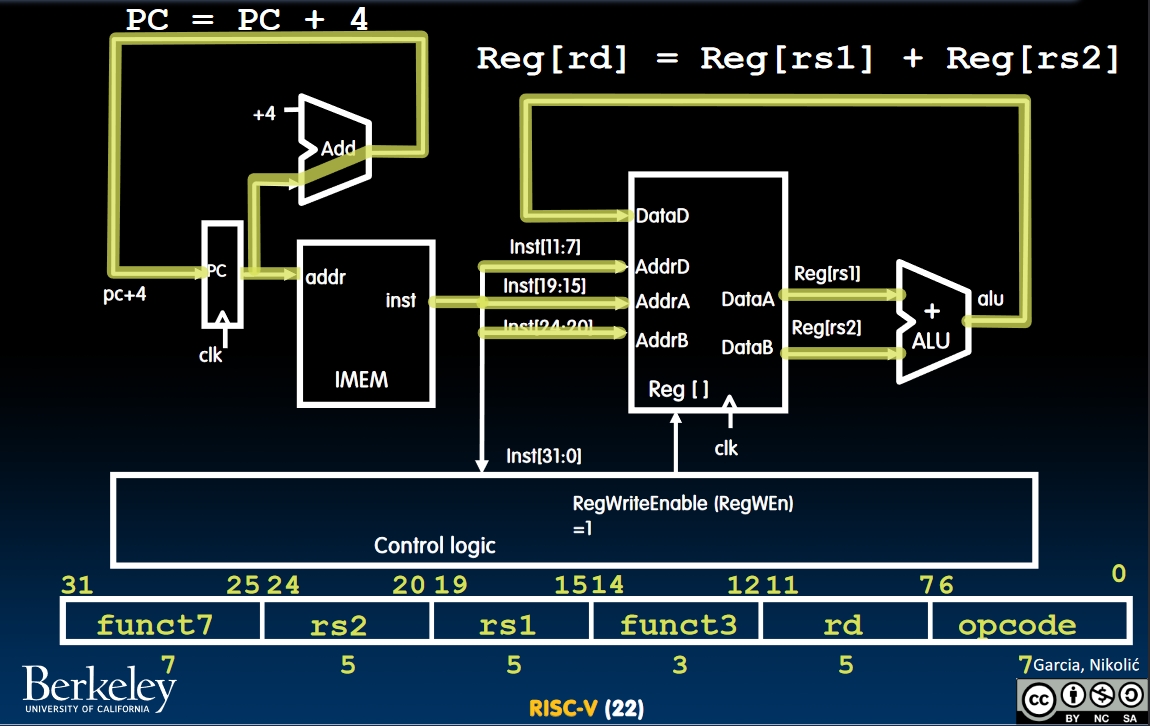 PC = PC + 4
Reg[rd] = Reg[rs1] + Reg[rs2]
+4
Add
DataD
Inst[11:7]
AddrD
PC
addr
Inst[19:15]
Reg[rs1]
pc+4
inst
AddrA
DataA
+
alu
Inst[24:20]
Reg[rs2]
clk
AddrB
DataB
ALU
IMEM
Reg [ ]
clk
Inst[31:0]
RegWriteEnable (RegWEn)
=1
Control logic
31 25 24 20 19 15 14 12 11 7 6 0
funct7 rs2 rs1 funct3 rd opcode
7 5 5 3 5 7
Garcia, Nikolić
Berkeley
UNIVERSITY OF CALIFORNIA
RISC-V (22)
cc
BY NC SA